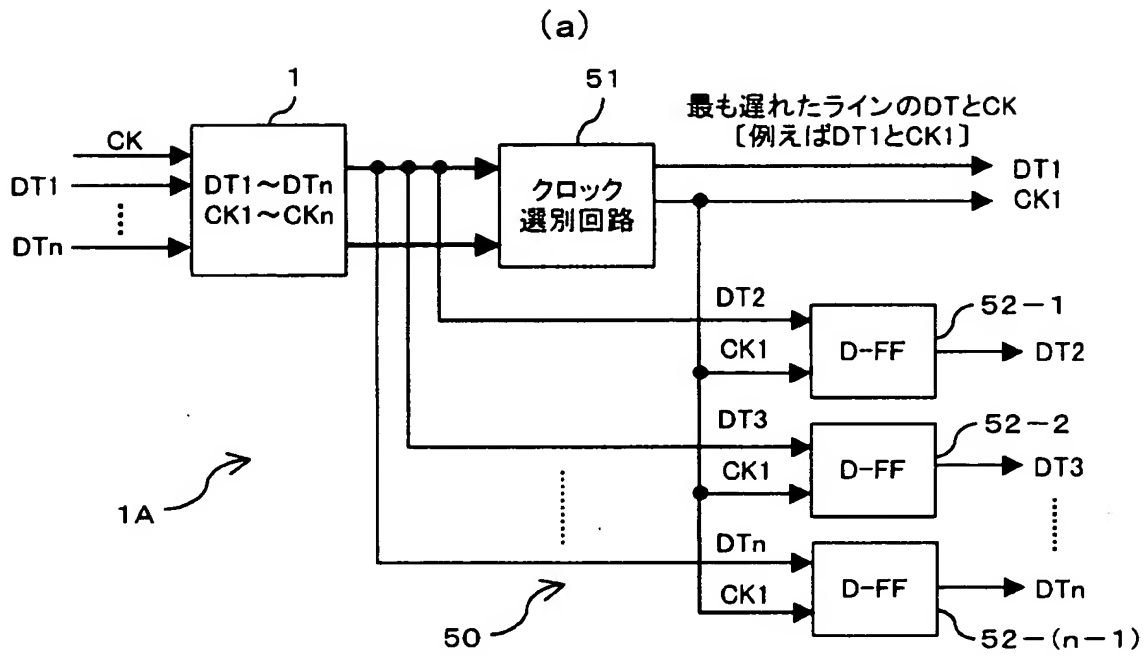 (a)
1
51
最も遅れたラインのDTとCK
[例えばDT1とCK1]
CK
DT1
DTn
DT1~DTn
CK1~CKn
クロック
選別回路
DT1
CK1
DT2
CK1
D-FF
52-1
DT2
DT3
CK1
D-FF
52-2
DT3
DTn
CK1
D-FF
DTn
52-(n-1)
1A
50